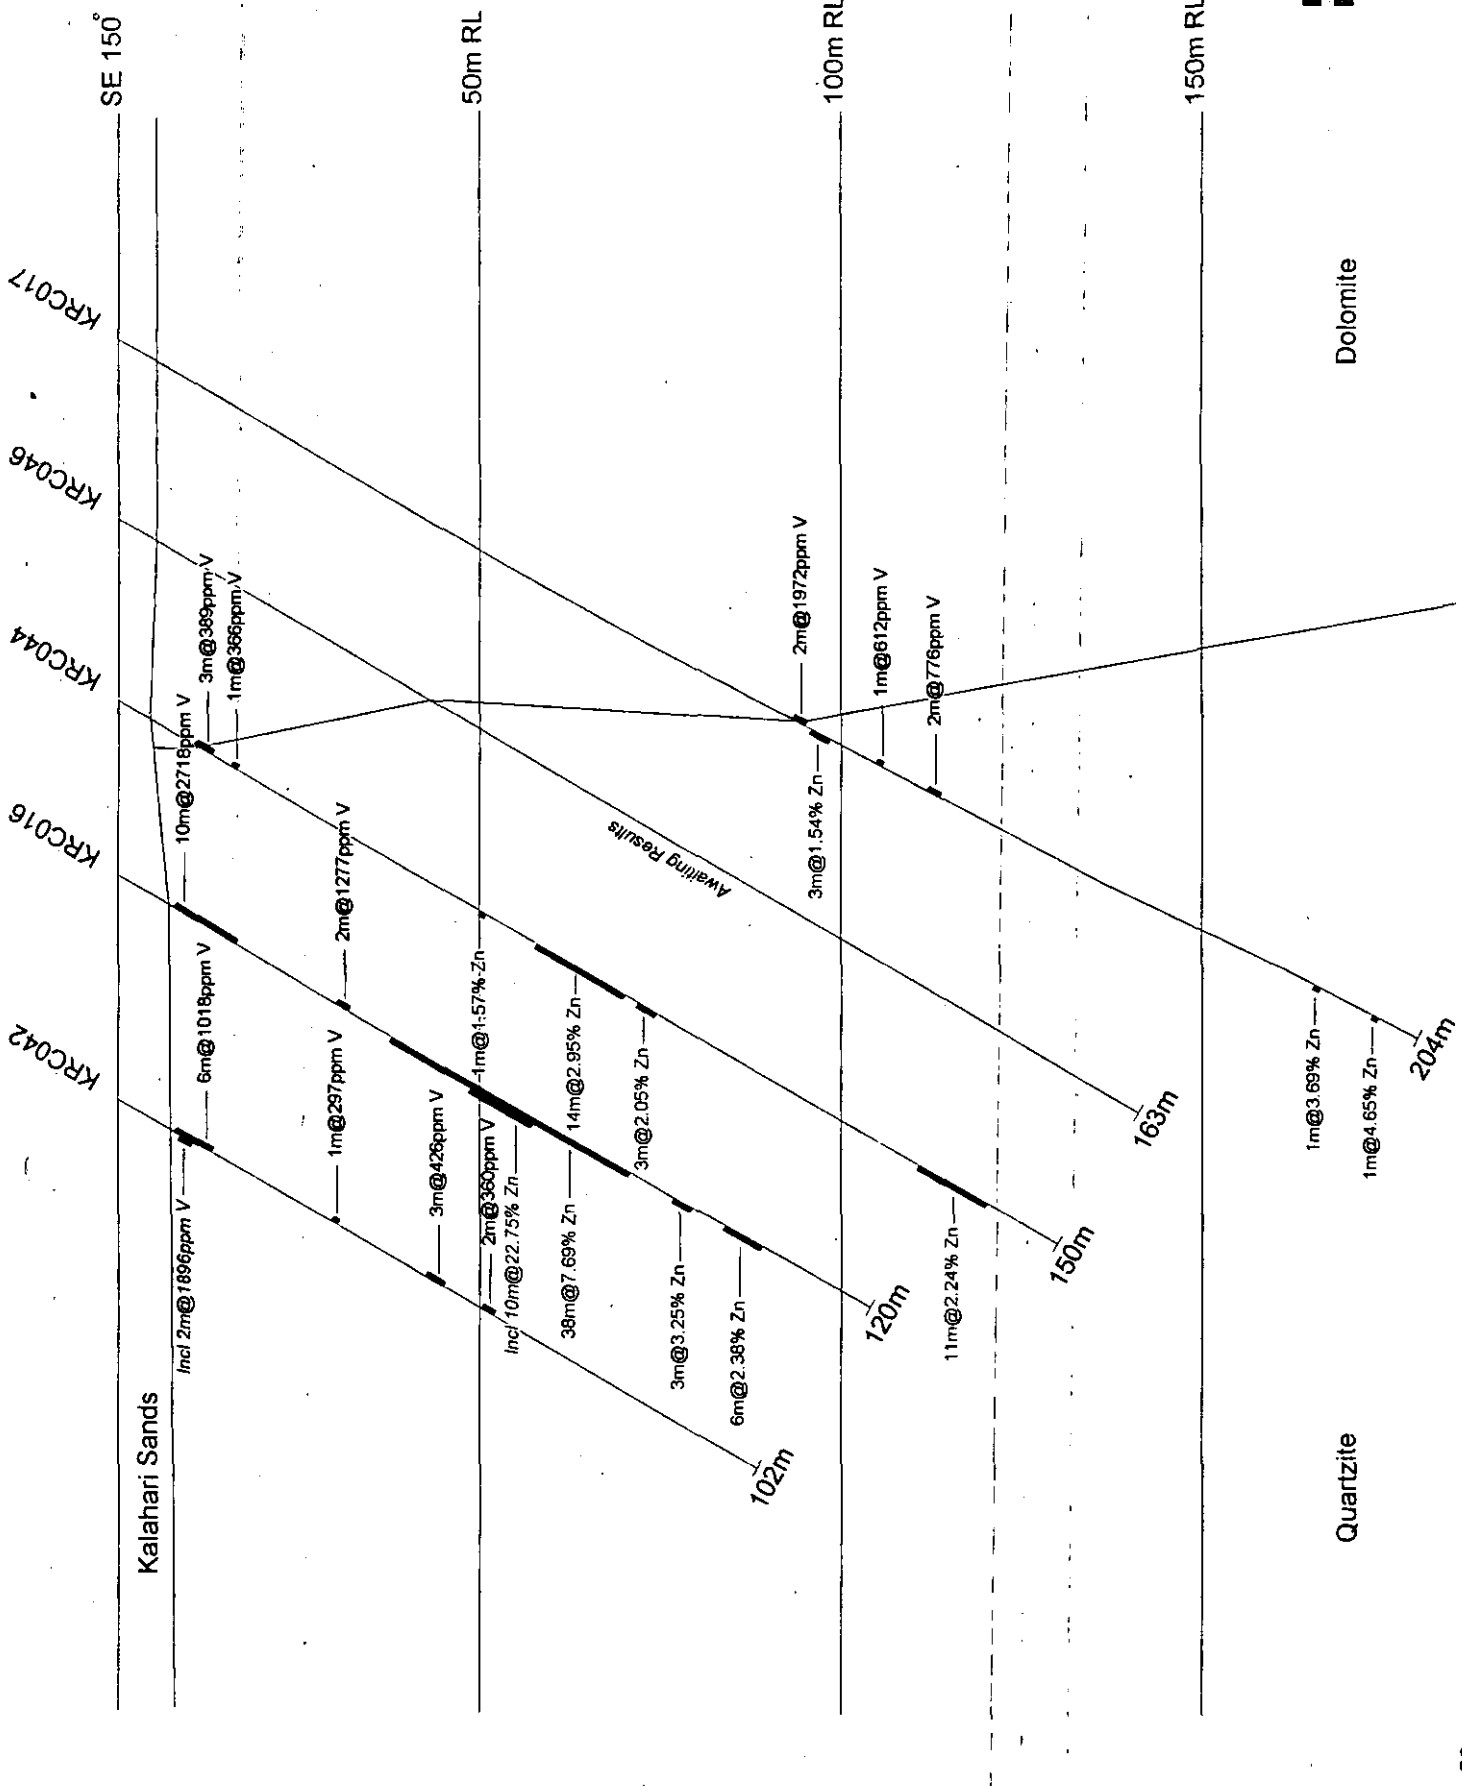 SE 150°
50m RL
100m RL
150m RL
KRC017
KRC046
KRC044
KRC016
KRC042
Kalahari Sands
Dolomite
Quartzite
3m@389ppm V
1m@366ppm V
10m@2718ppm V
2m@1277ppm V
6m@1018ppm V
Incl 2m@1896ppm V
1m@297ppm V
3m@426ppm V
2m@360ppm V
1m@1.57% Zn
14m@2.95% Zn
3m@2.05% Zn
Incl 10m@22.75% Zn
38m@7.69% Zn
3m@3.25% Zn
6m@2.38% Zn
11m@2.24% Zn
Awaiting Results
2m@1972ppm V
3m@1.54% Zn
1m@612ppm V
2m@776ppm V
1m@3.69% Zn
1m@4.65% Zn
102m
120m
150m
163m
204m